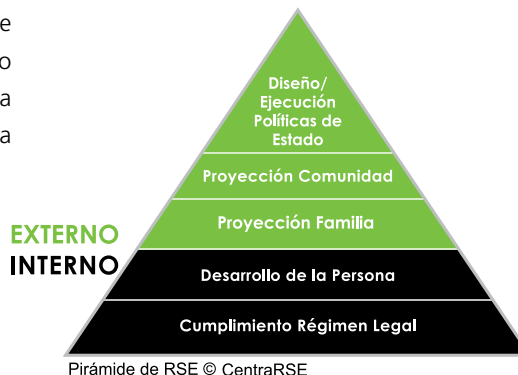 e
o
a
a
Diseño/
Ejecución
Políticas de
Estado
Proyección Comunidad
Proyección Familia
EXTERNO
INTERNO
Desarrollo de la Persona
Cumplimiento Régimen Legal
Pirámide de RSE © CentraRSE